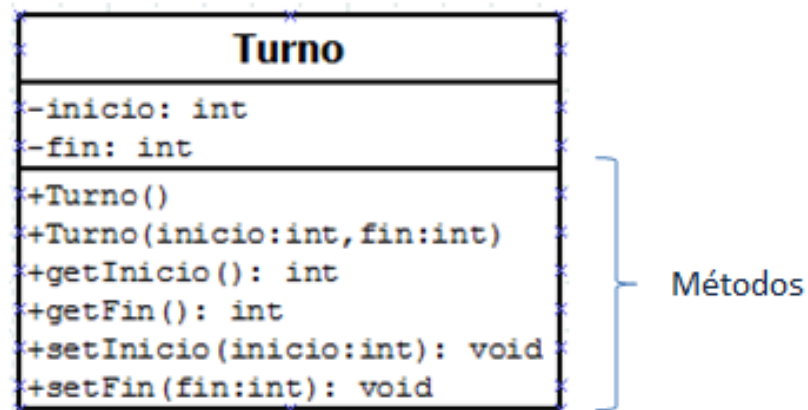 Turno
-inicio: int
-fin: int
+Turno()
+Turno(inicio:int,fin:int)
+getInicio(): int
+getFin(): int
+setInicio(inicio:int): void
+setFin(fin:int): void
Métodos